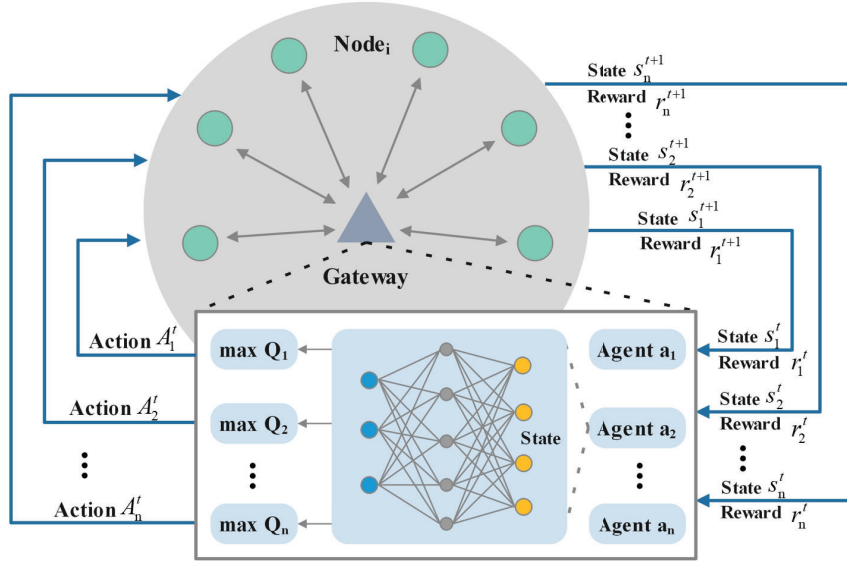 Node_i
State s_n^{t+1}
Reward r_n^{t+1}
State s_2^{t+1}
Reward r_2^{t+1}
State s_1^{t+1}
Reward r_1^{t+1}
Gateway
Action A_1^t
max Q_1
Agent a_1
State s_1^t
Reward r_1^t
Action A_2^t
max Q_2
State
Agent a_2
State s_2^t
Reward r_2^t
Action A_n^t
max Q_n
Agent a_n
State s_n^t
Reward r_n^t